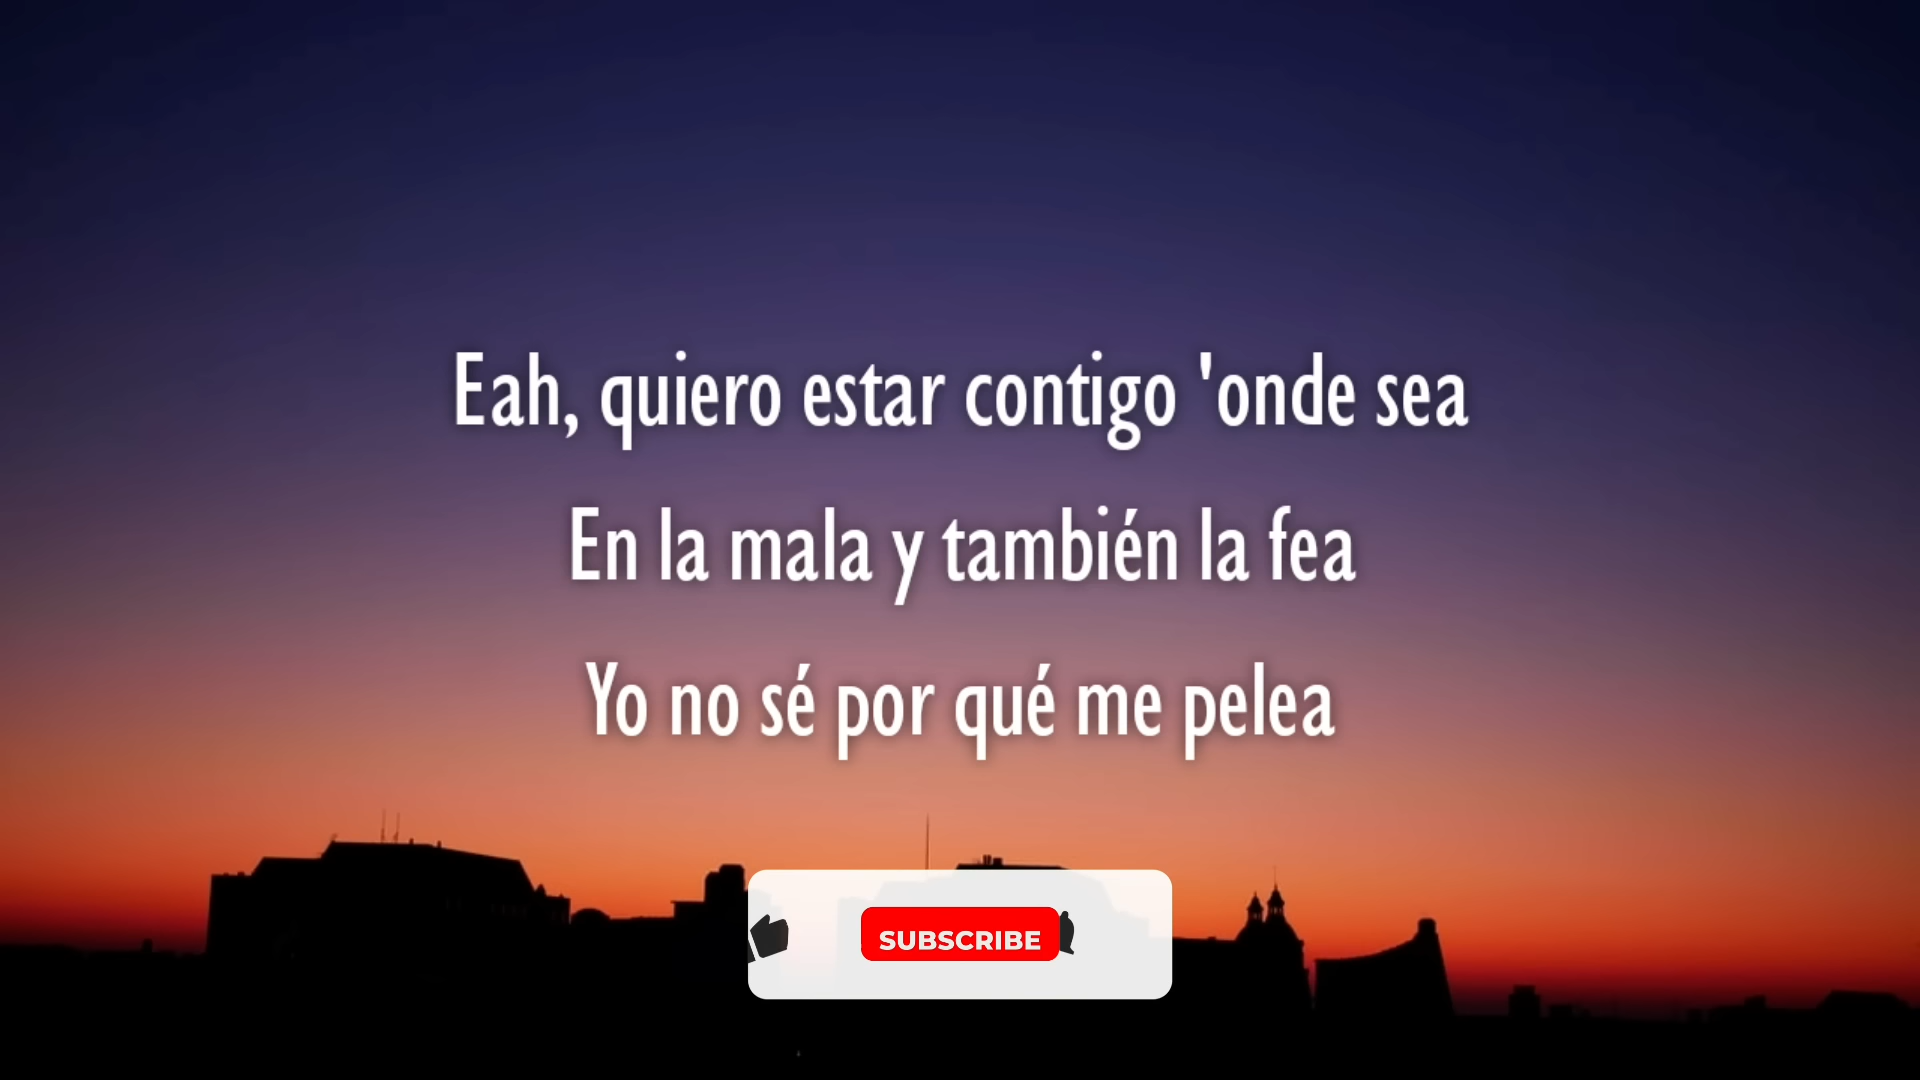 Eah, quiero estar contigo 'onde sea
En la mala y también la fea
Yo no sé por qué me pelea
SUBSCRIBE